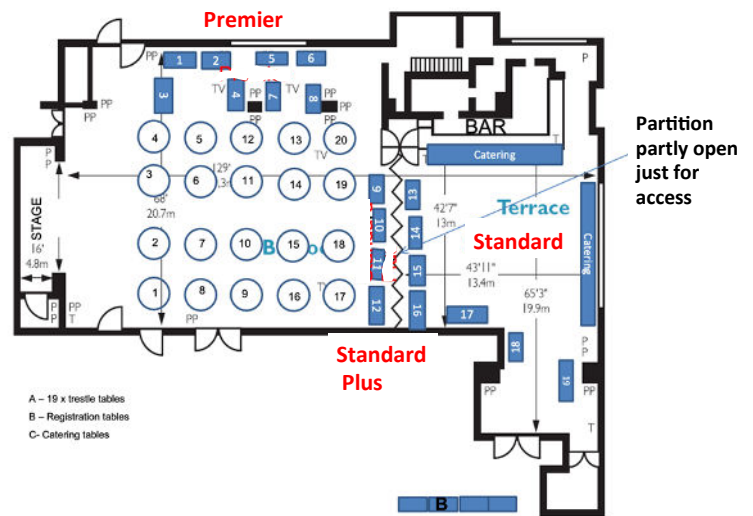 Premier
PP
1
2
5
6
P
3
TV
4
TV
7
PP
8
PP
PP
PP
PP
PP
4
5
12
13
20
BAR
T
TV
T
Catering
Partition
partly open
just for
access
P
P
3
6
11
14
19
129'
.3m
68'
20.7m
9
13
42'7"
13m
Terrace
STAGE
16'
4.8m
10
14
Standard
Catering
2
7
10
15
18
B
11
15
43'11"
13.4m
65'3"
19.9m
1
8
9
16
17
12
16
17
P
P
PP
T
PP
18
P
P
Standard
Plus
19
PP
PP
T
A – 19 x trestle tables
B – Registration tables
C- Catering tables
B